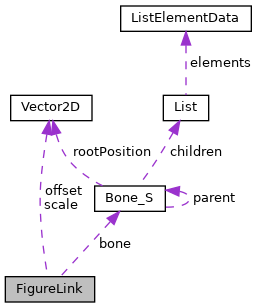 ListElementData
elements
Vector2D
List
rootPosition
children
offset
scale
Bone_S
parent
bone
FigureLink